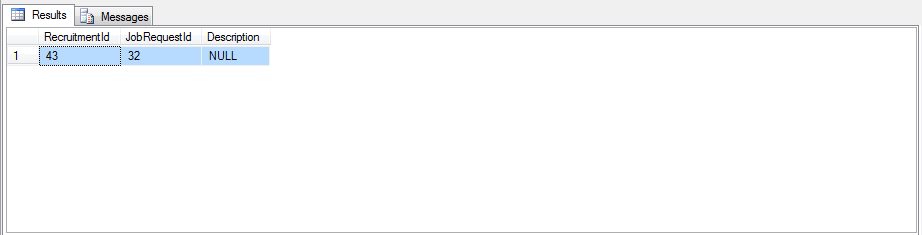 Results Messages
RecruitmentId JobRequestId Description
1 43 32 NULL